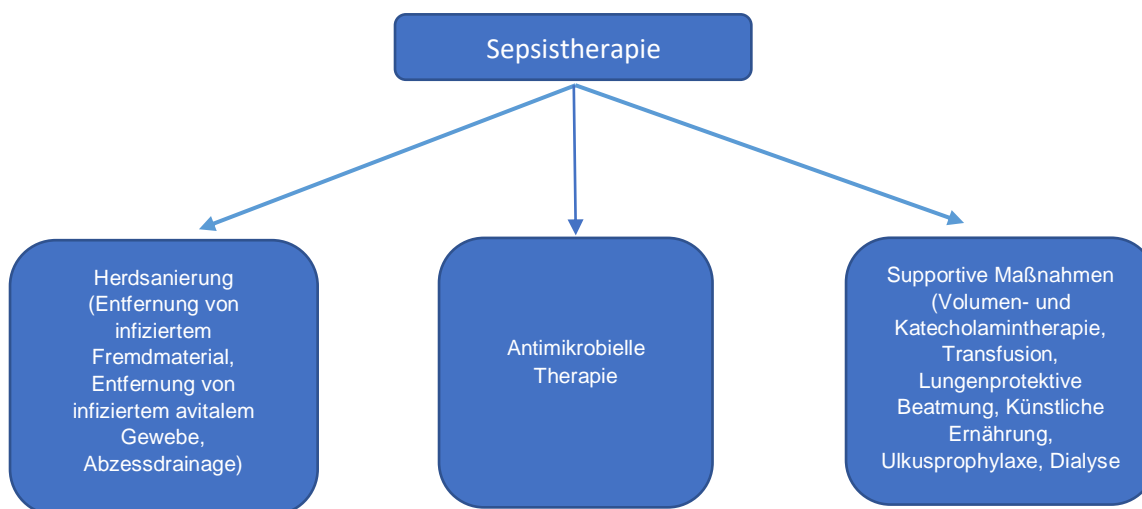 Sepsistherapie
Herdsanierung
(Entfernung von
infiziertem
Fremdmaterial,
Entfernung von
infiziertem avitalem
Gewebe,
Abzessdrainage)
Antimikrobielle
Therapie
Supportive Maßnahmen
(Volumen- und
Katecholamintherapie,
Transfusion,
Lungenprotektive
Beatmung, Künstliche
Ernährung,
Ulkusprophylaxe, Dialyse